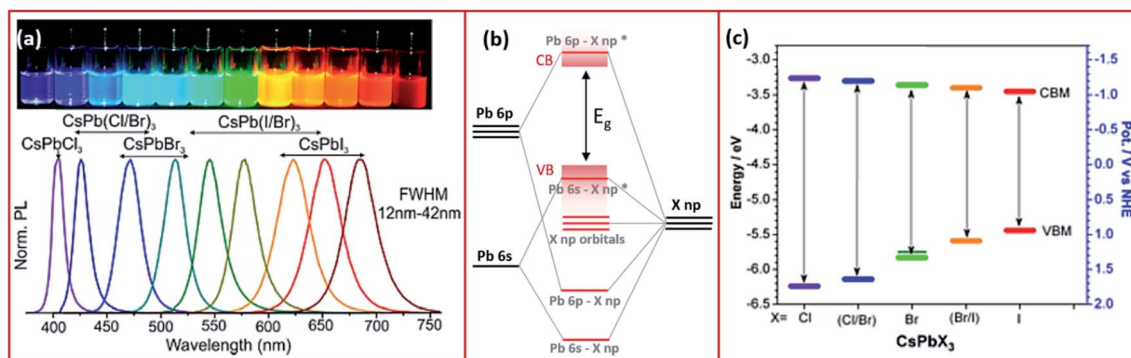 (a)
CsPb(Cl/Br)₃ CsPb(I/Br)₃
CsPbCl₃ CsPbBr₃ CsPbI₃
FWHM
12nm-42nm
Norm. PL
400 450 500 550 600 650 700 750
Wavelength (nm)
(b)
Pb 6p - X np *
CB
Pb 6p
E_g
VB
Pb 6s - X np *
X np
X np orbitals
Pb 6s
Pb 6p - X np
Pb 6s - X np
(c)
Energy / eV
-3.0
-3.5
-4.0
-4.5
-5.0
-5.5
-6.0
-6.5
CBM
VBM
-1.5
-1.0
-0.5
0.0
0.5
1.0
1.5
2.0
Pot. / V vs NHE
X= Cl (Cl/Br) Br (Br/I) I
CsPbX₃